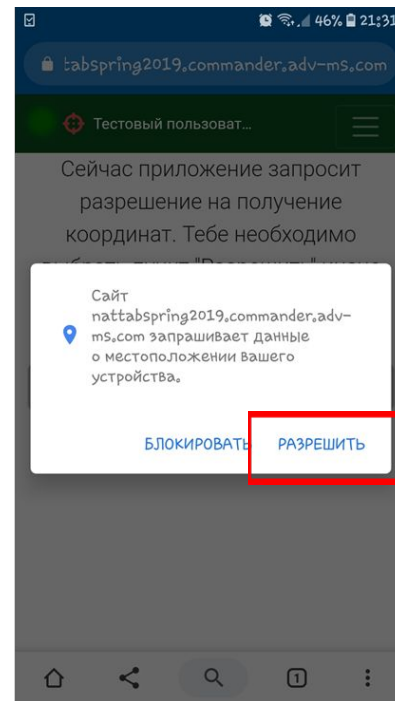 46% 21:31
tabspring2019.commander.adv-ms.com
Тестовый пользоват...
Сейчас приложение запросит
разрешение на получение
координат. Тебе необходимо
Сайт
nattabspring2019.commander.adv-
ms.com запрашивает данные
о местоположении вашего
устройства.
БЛОКИРОВАТЬ РАЗРЕШИТЬ
1